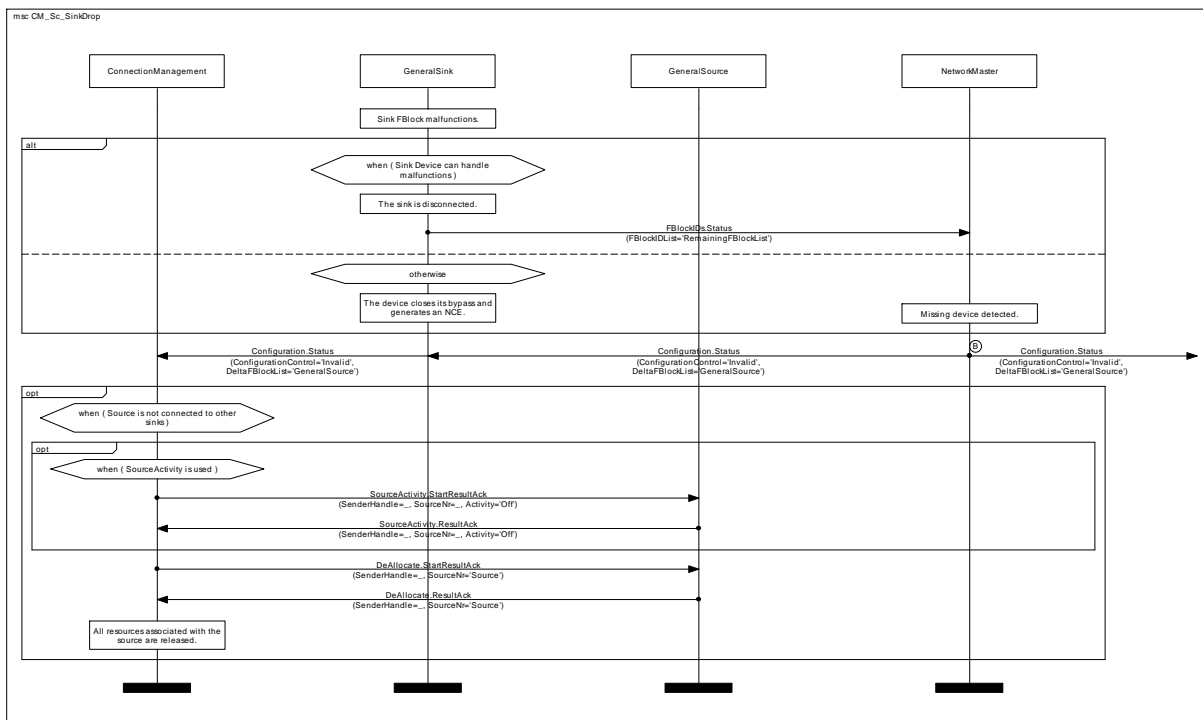 msc CM_Sc_SinkDrop
ConnectionManagement
GeneralSink
GeneralSource
NetworkMaster
Sink FBlock malfunctions.
alt
when ( Sink Device can handle
malfunctions )
The sink is disconnected.
FBlockIDs.Status
(FBlockIDList='RemainingFBlockList')
otherwise
The device closes its bypass and
generates an NCE.
Missing device detected.
B
Configuration.Status
(ConfigurationControl='Invalid',
DeltaFBlockList='GeneralSource')
Configuration.Status
(ConfigurationControl='Invalid',
DeltaFBlockList='GeneralSource')
Configuration.Status
(ConfigurationControl='Invalid',
DeltaFBlockList='GeneralSource')
opt
when ( Source is not connected to other
sinks )
opt
when ( SourceActivity is used )
SourceActivity.StartResultAck
(SenderHandle=_, SourceNr=_, Activity='Off')
SourceActivity.ResultAck
(SenderHandle=_, SourceNr=_, Activity='Off')
DeAllocate.StartResultAck
(SenderHandle=_, SourceNr='Source')
DeAllocate.ResultAck
(SenderHandle=_, SourceNr='Source')
All resources associated with the
source are released.